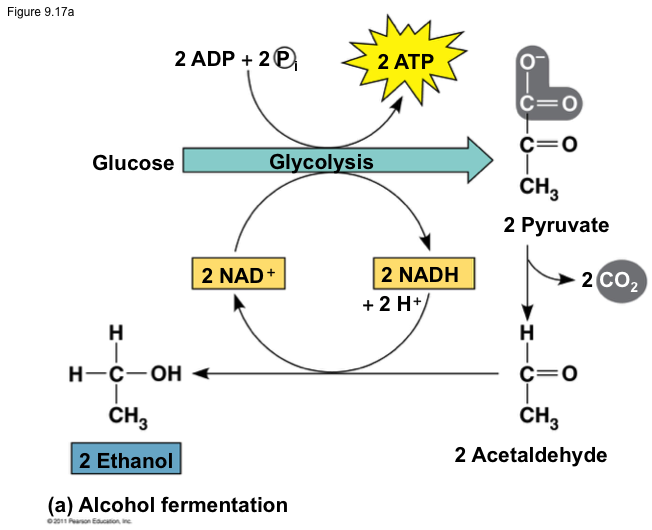 Figure 9.17a
2 ADP + 2 Pi
2 ATP
O−
C=O
C=O
CH3
Glucose
Glycolysis
2 Pyruvate
2 NAD+
2 NADH
+ 2 H+
2 CO2
H
H–C–OH
CH3
H
C=O
CH3
2 Ethanol
2 Acetaldehyde
(a) Alcohol fermentation
© 2011 Pearson Education, Inc.